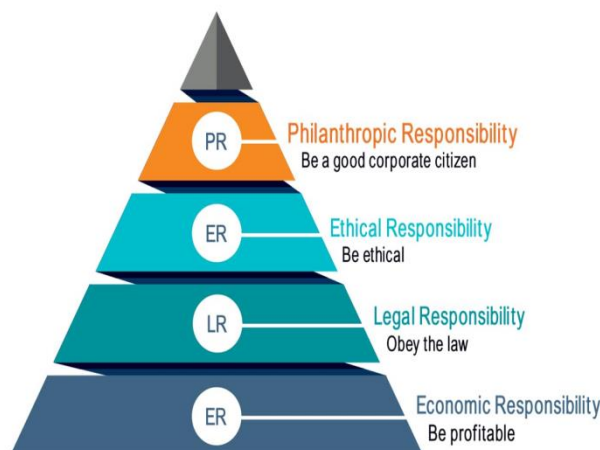 PR
Philanthropic Responsibility
Be a good corporate citizen
ER
Ethical Responsibility
Be ethical
LR
Legal Responsibility
Obey the law
ER
Economic Responsibility
Be profitable